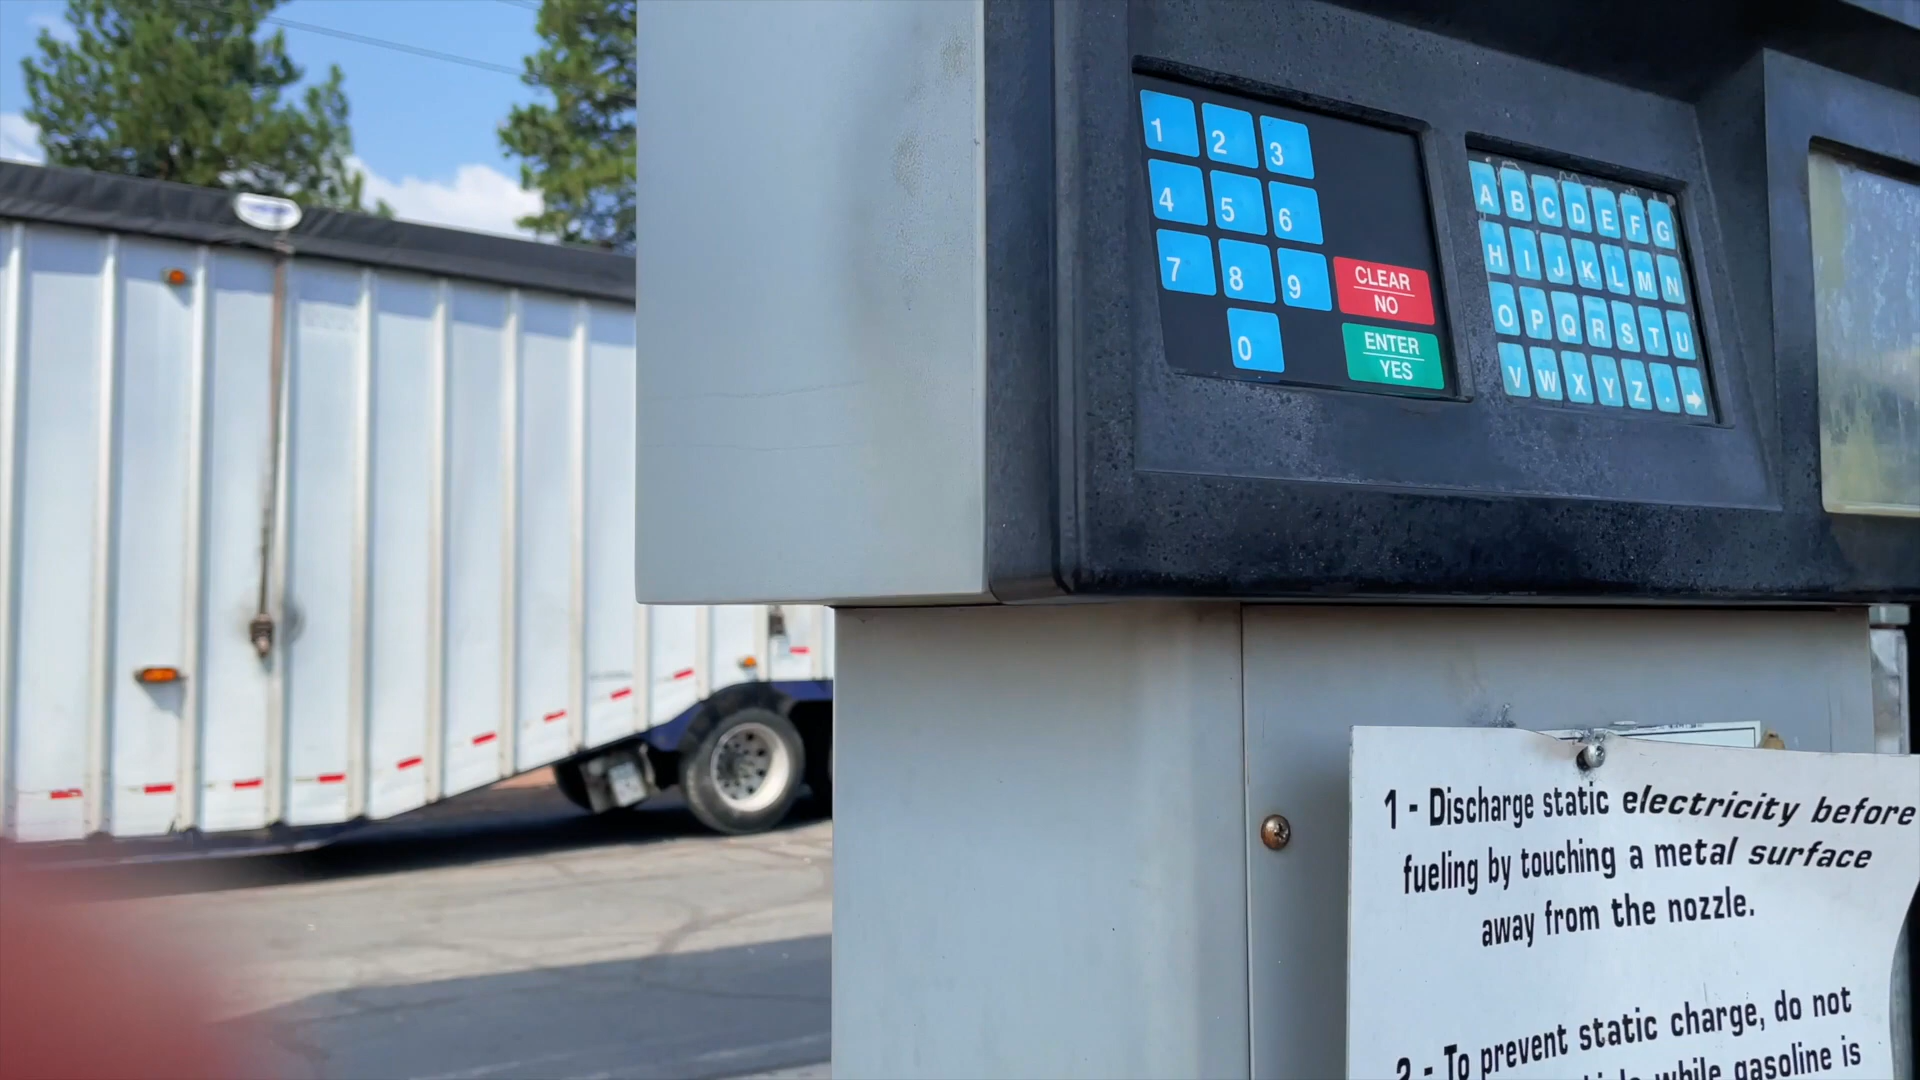 1 2 3
4 5 6
7 8 9
0
CLEAR
NO
ENTER
YES
A B C D E F G
H I J K L M N
O P Q R S T U
V W X Y Z . →
1 - Discharge static electricity before
fueling by touching a metal surface
away from the nozzle.
2 - To prevent static charge, do not
while gasoline is